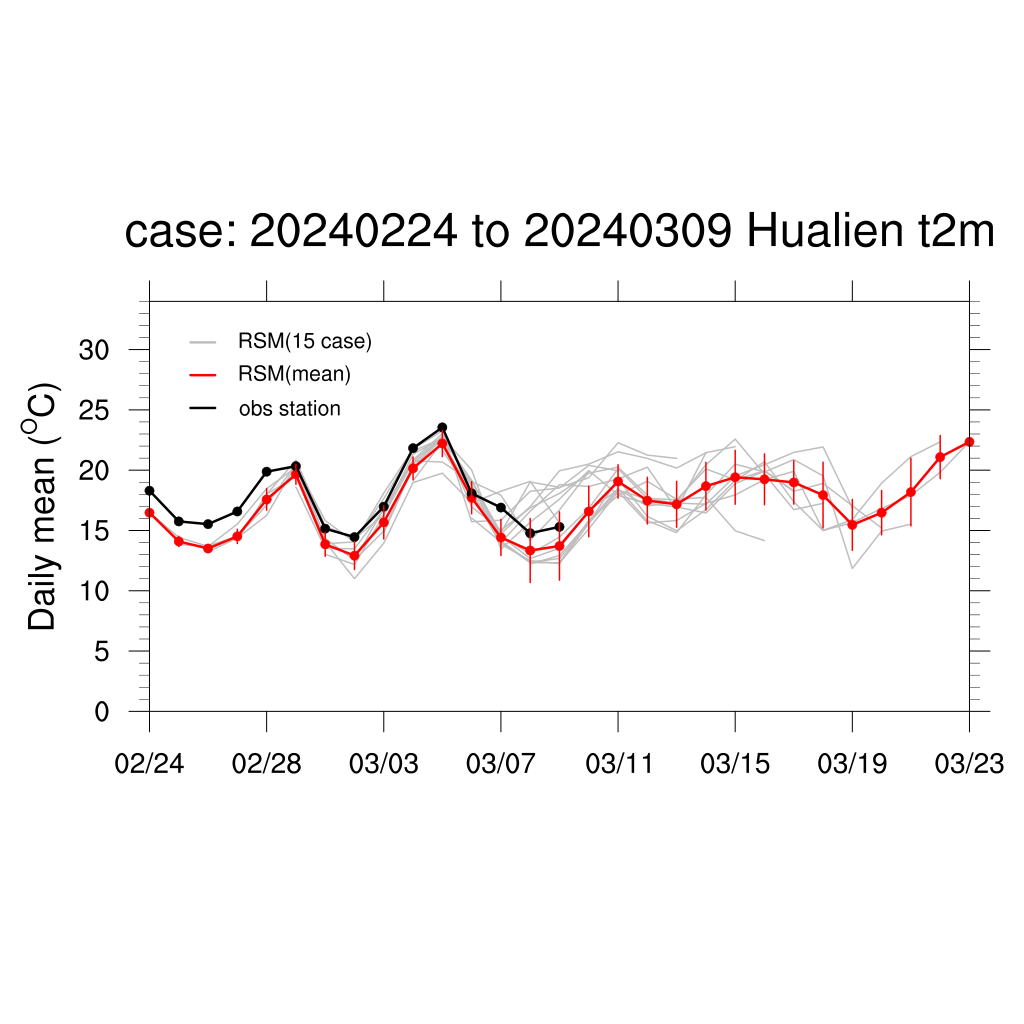 case: 20240224 to 20240309 Hualien t2m
RSM(15 case)
RSM(mean)
obs station
Daily mean (°C)
30
25
20
15
10
5
0
02/24 02/28 03/03 03/07 03/11 03/15 03/19 03/23